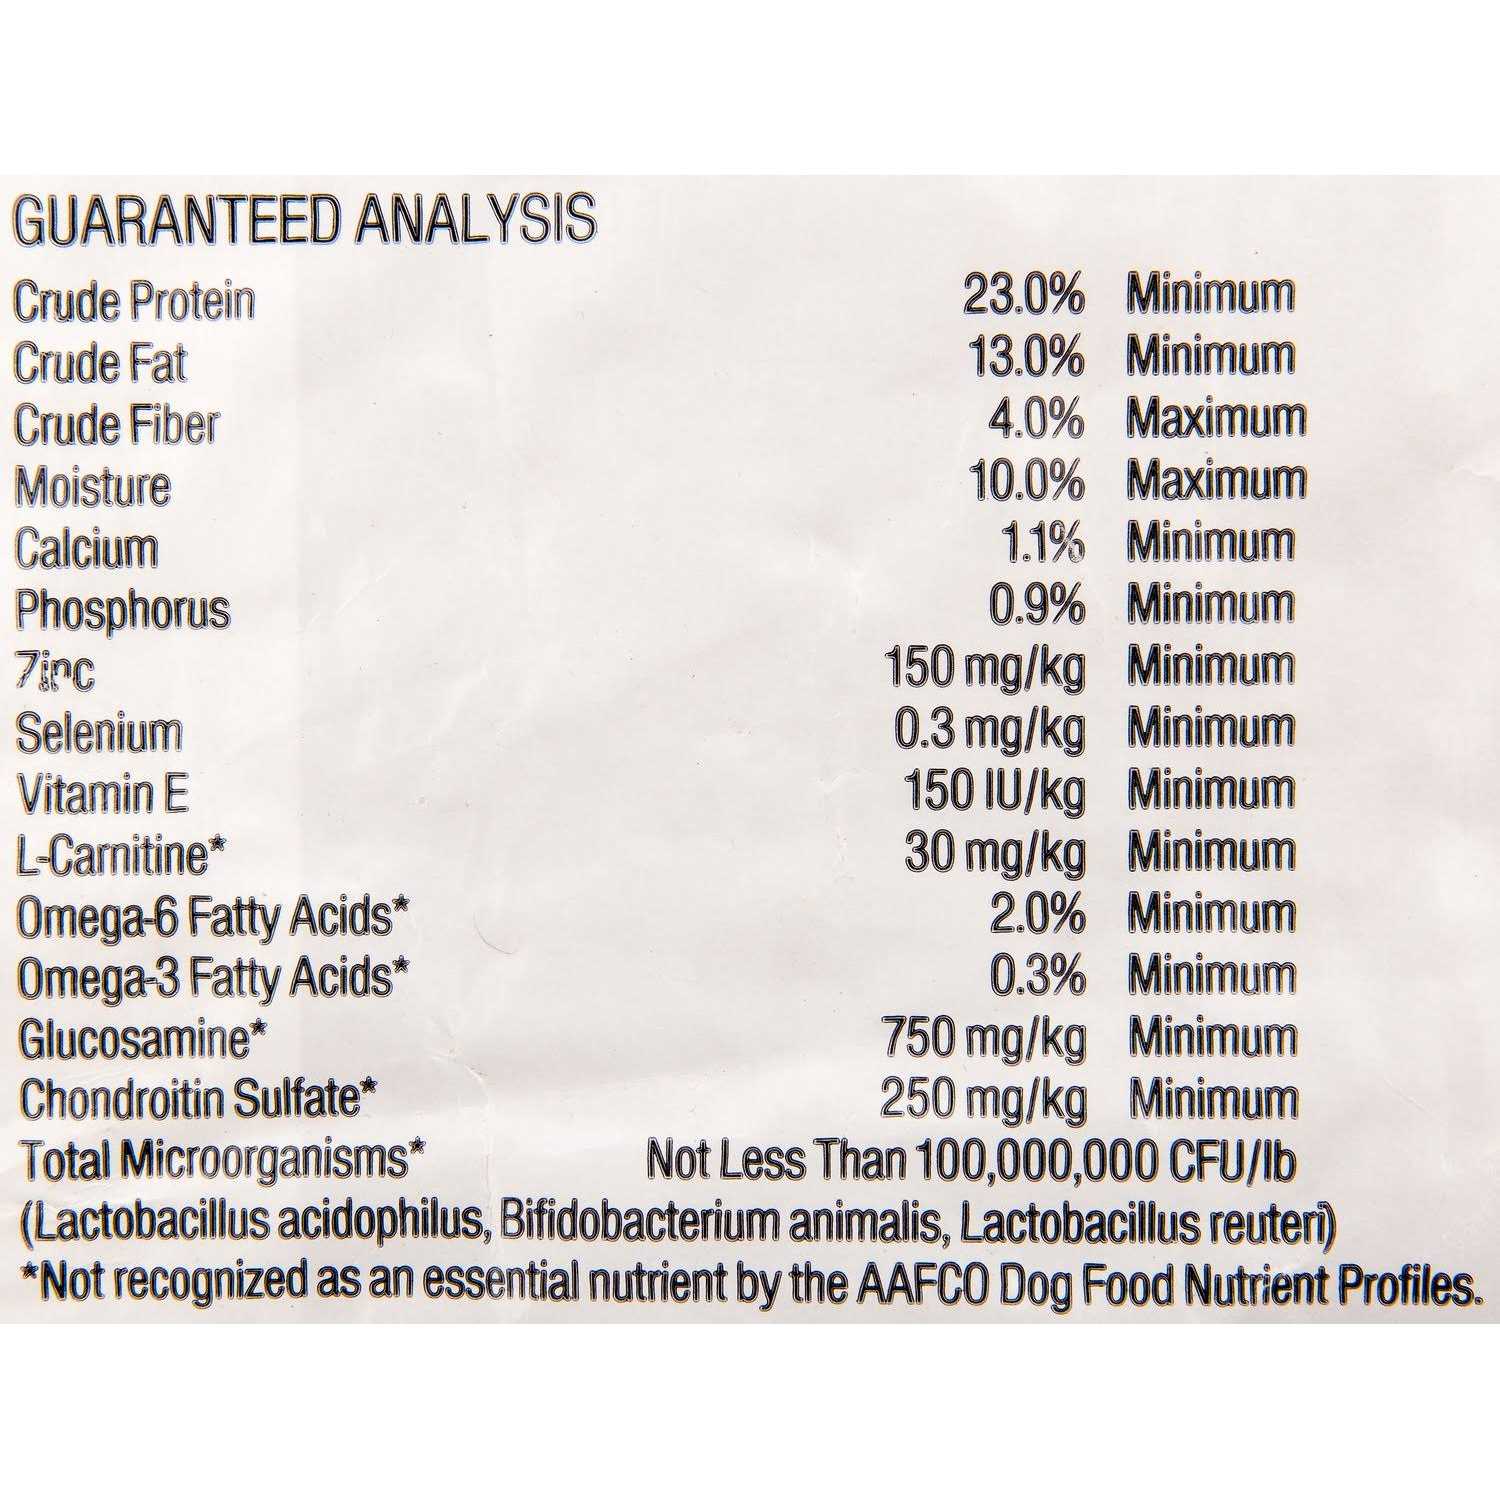 GUARANTEED ANALYSIS
Crude Protein 23.0% Minimum
Crude Fat 13.0% Minimum
Crude Fiber 4.0% Maximum
Moisture 10.0% Maximum
Calcium 1.1% Minimum
Phosphorus 0.9% Minimum
Zinc 150 mg/kg Minimum
Selenium 0.3 mg/kg Minimum
Vitamin E 150 IU/kg Minimum
L-Carnitine* 30 mg/kg Minimum
Omega-6 Fatty Acids* 2.0% Minimum
Omega-3 Fatty Acids* 0.3% Minimum
Glucosamine* 750 mg/kg Minimum
Chondroitin Sulfate* 250 mg/kg Minimum
Total Microorganisms* Not Less Than 100,000,000 CFU/lb
(Lactobacillus acidophilus, Bifidobacterium animalis, Lactobacillus reuteri)
*Not recognized as an essential nutrient by the AAFCO Dog Food Nutrient Profiles.